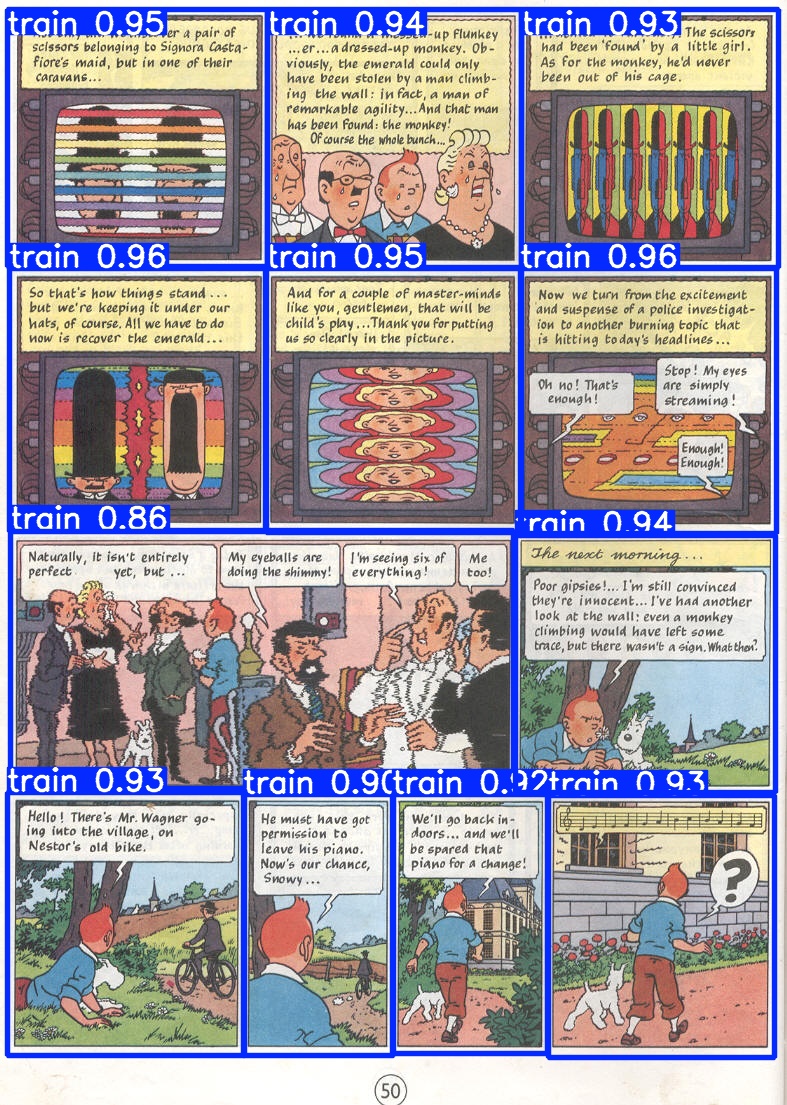 train 0.95
scissors belonging to Signora Casta-
fiore's maid, but in one of their
caravans...
train 0.94
...er...a dressed-up monkey. Ob-
viously, the emerald could only
have been stolen by a man climb-
ing the wall: in fact, a man of
remarkable agility...And that man
has been found: the monkey!
Of course the whole bunch...
train 0.93
The scissors
had been 'found' by a little girl.
As for the monkey, he'd never
been out of his cage.
train 0.96
So that's how things stand...
but we're keeping it under our
hats, of course. All we have to do
now is recover the emerald...
train 0.95
And for a couple of master-minds
like you, gentlemen, that will be
child's play...Thank you for putting
us so clearly in the picture.
train 0.96
Now we turn from the excitement
and suspense of a police investigat-
ion to another burning topic that
is hitting today's headlines...
Oh no! That's
enough!
Stop! My eyes
are simply
streaming!
Enough!
Enough!
train 0.86
Naturally, it isn't entirely
perfect yet, but...
My eyeballs are
doing the shimmy!
I'm seeing six of
everything!
Me
too!
train 0.94
The next morning...
Poor gipsies!... I'm still convinced
they're innocent... I've had another
look at the wall: even a monkey
climbing would have left some
trace, but there wasn't a sign. What then?
train 0.93
Hello! There's Mr. Wagner go-
ing into the village, on
Nestor's old bike.
train 0.90
He must have got
permission to
leave his piano.
Now's our chance,
Snowy...
train 0.92
We'll go back in-
doors... and we'll
be spared that
piano for a change!
train 0.93
?
50